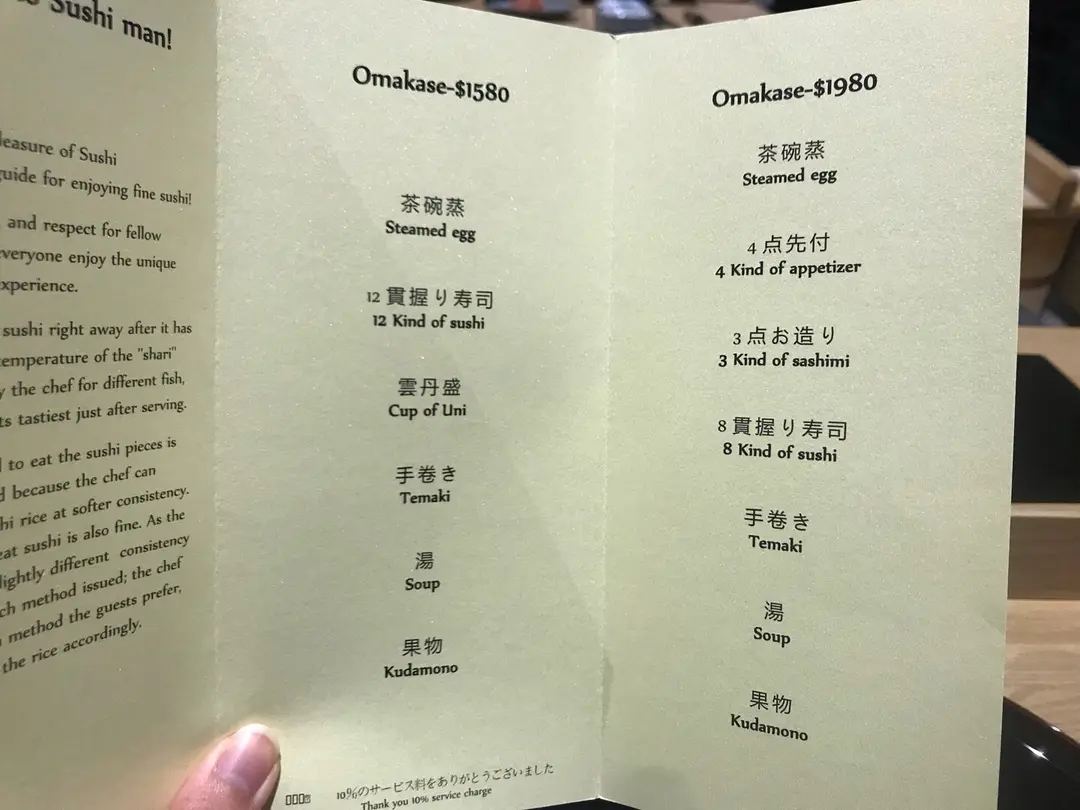 Sushi man!
leasure of Sushi
guide for enjoying fine sushi!
and respect for fellow
everyone enjoy the unique
experience.
sushi right away after it has
temperature of the "shari"
y the chef for different fish,
ts tastiest just after serving.
to eat the sushi pieces is
d because the chef can
hi rice at softer consistency.
eat sushi is also fine. As the
lightly different consistency
ch method issued; the chef
method the guests prefer,
the rice accordingly.
Omakase-$1580
茶碗蒸
Steamed egg
12 貫握り寿司
12 Kind of sushi
雲丹盛
Cup of Uni
手巻き
Temaki
湯
Soup
果物
Kudamono
10%のサービス料をありがとうございました
Thank you 10% service charge
Omakase-$1980
茶碗蒸
Steamed egg
4 点先付
4 Kind of appetizer
3 点お造り
3 Kind of sashimi
8 貫握り寿司
8 Kind of sushi
手巻き
Temaki
湯
Soup
果物
Kudamono